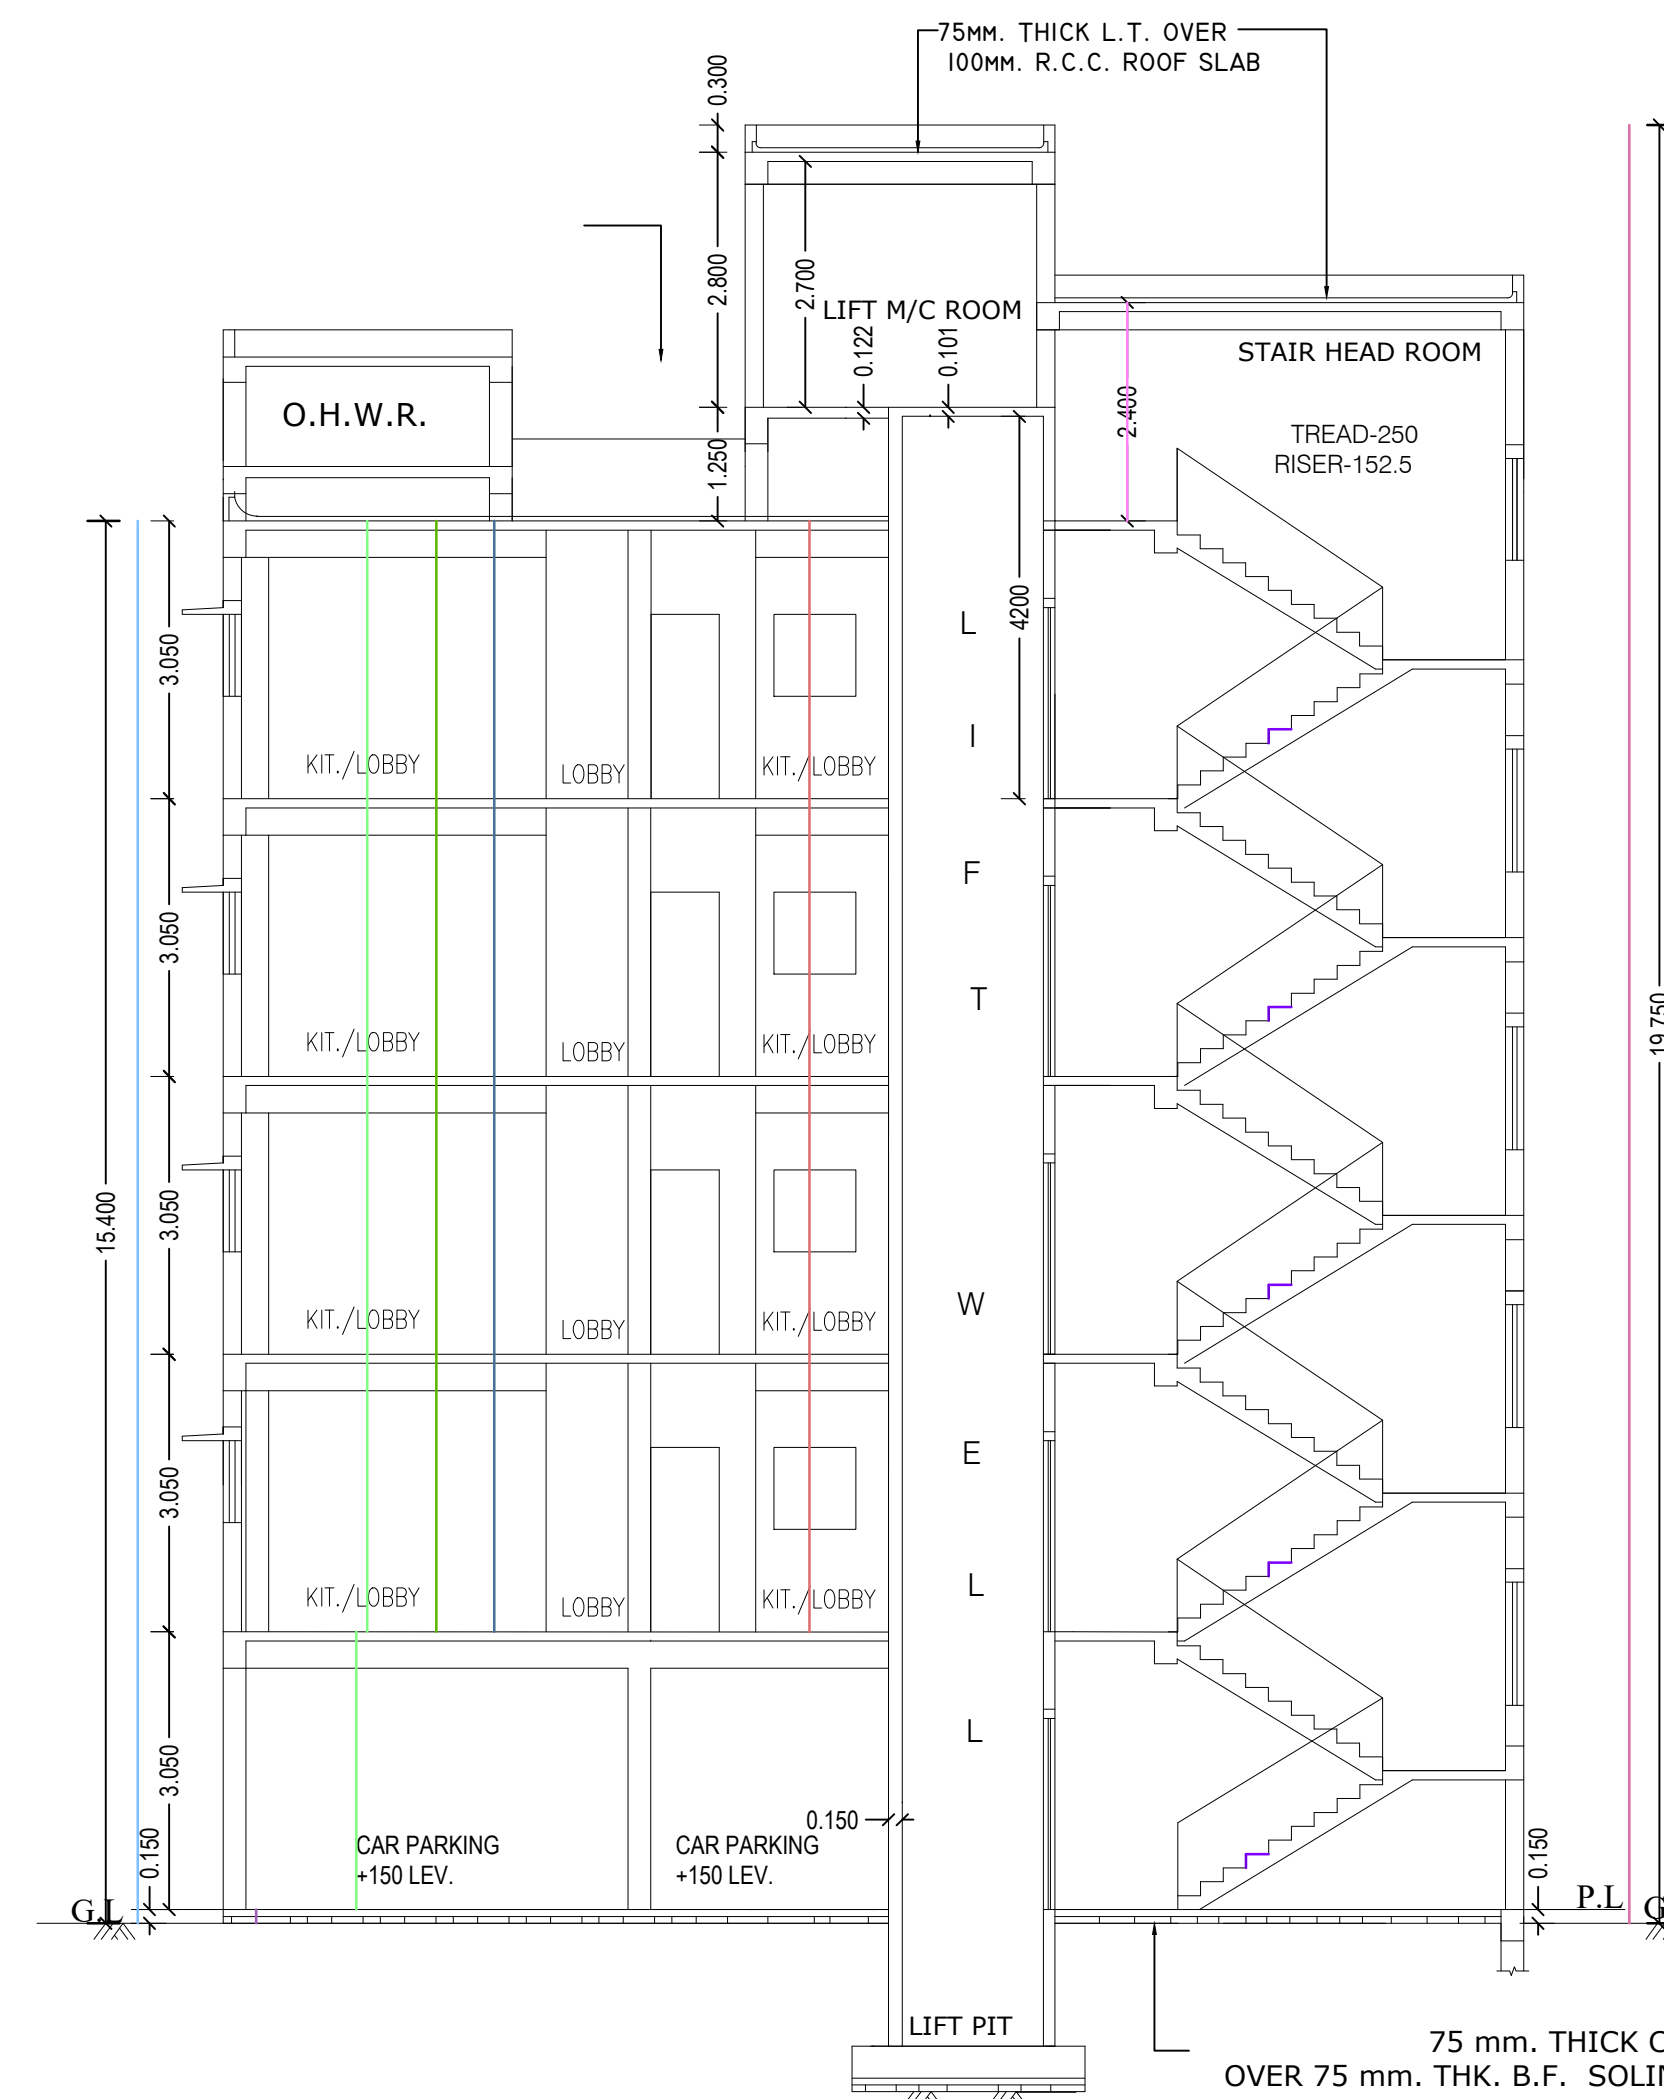 75MM. THICK L.T. OVER
100MM. R.C.C. ROOF SLAB
0.300
2.800
2.700
LIFT M/C ROOM
0.122
0.101
STAIR HEAD ROOM
2.400
O.H.W.R.
TREAD-250
RISER-152.5
1.250
4200
3.050
L
I
KIT./LOBBY
LOBBY
KIT./LOBBY
F
3.050
T
19.750
KIT./LOBBY
LOBBY
KIT./LOBBY
15.400
3.050
W
KIT./LOBBY
LOBBY
KIT./LOBBY
3.050
E
L
KIT./LOBBY
LOBBY
KIT./LOBBY
L
3.050
0.150
CAR PARKING
+150 LEV.
CAR PARKING
+150 LEV.
0.150
0.150
G.L
P.L
G
LIFT PIT
75 mm. THICK
OVER 75 mm. THK. B.F.